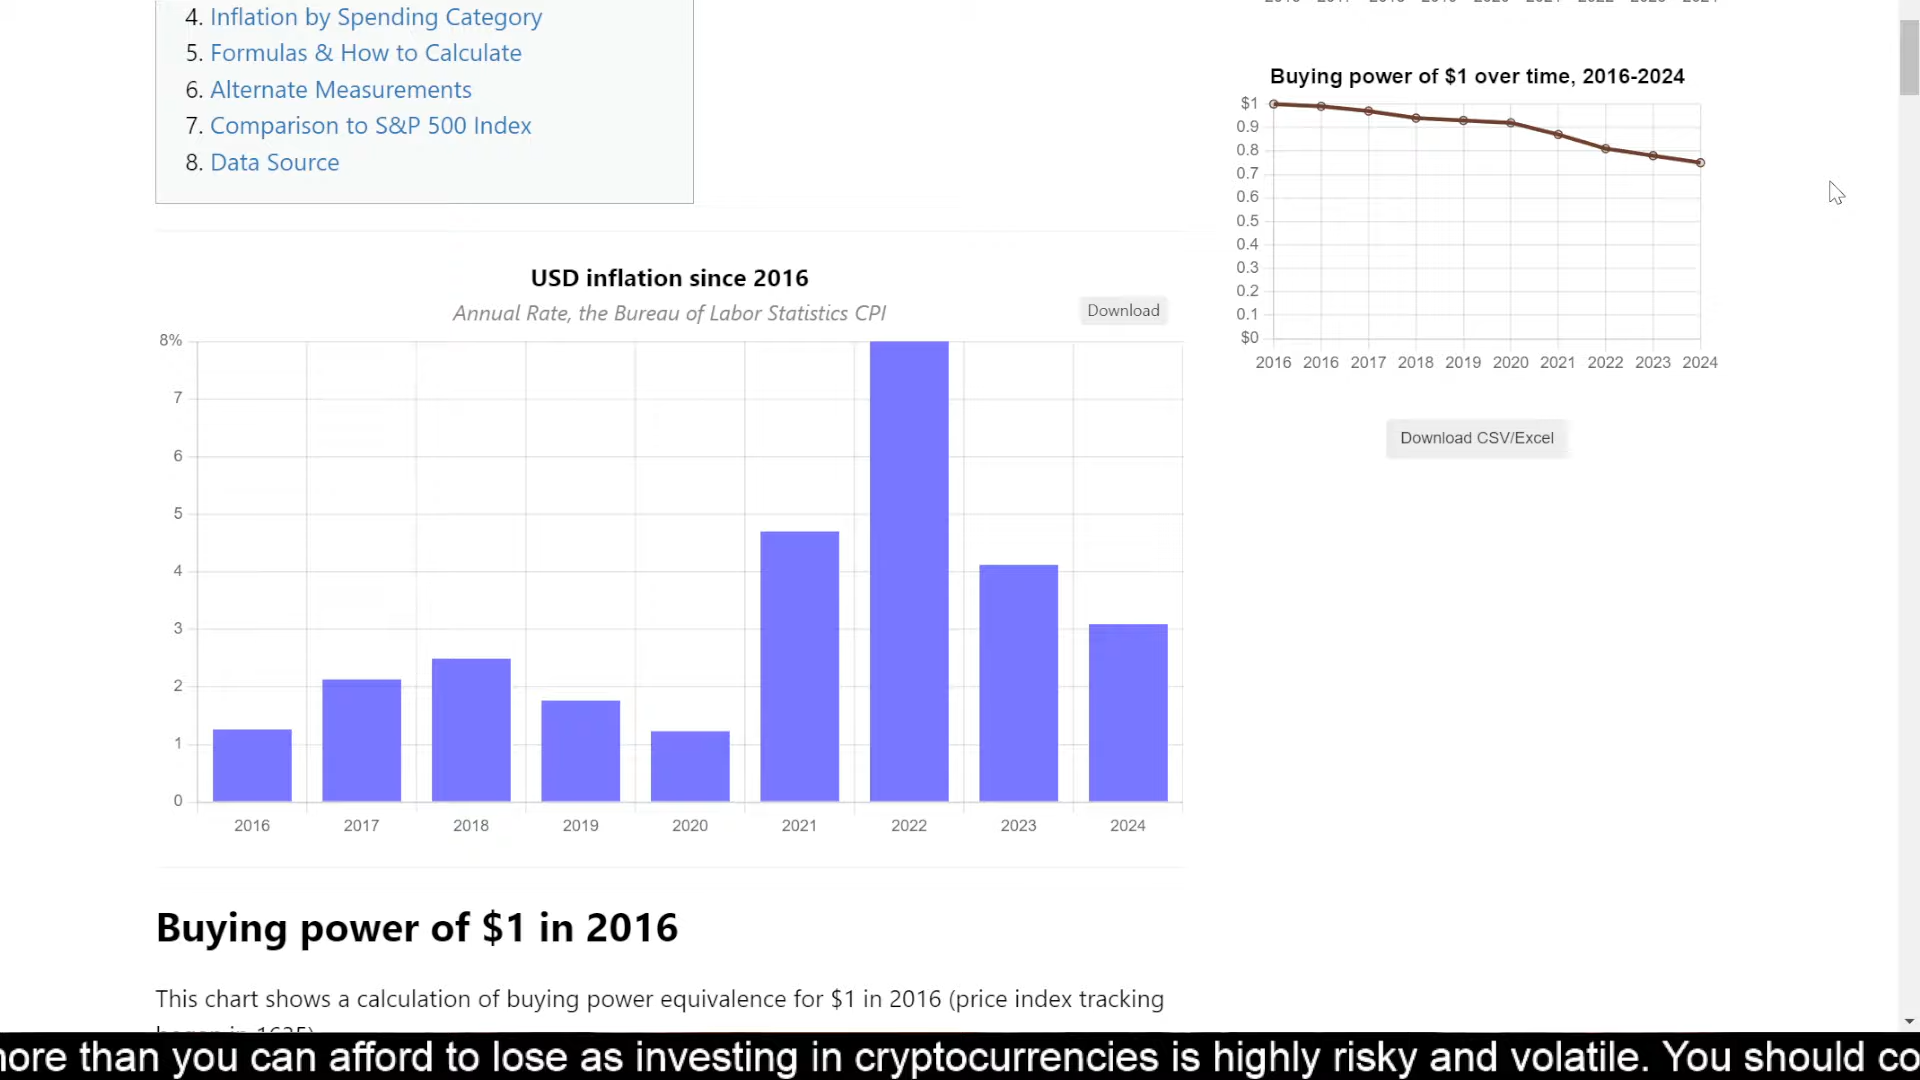 4. Inflation by Spending Category
5. Formulas & How to Calculate
6. Alternate Measurements
7. Comparison to S&P 500 Index
8. Data Source
USD inflation since 2016
Annual Rate, the Bureau of Labor Statistics CPI
Download
8%
7
6
5
4
3
2
1
0
2016 2017 2018 2019 2020 2021 2022 2023 2024
Buying power of $1 over time, 2016-2024
$1
0.9
0.8
0.7
0.6
0.5
0.4
0.3
0.2
0.1
$0
2016 2016 2017 2018 2019 2020 2021 2022 2023 2024
Download CSV/Excel
Buying power of $1 in 2016
This chart shows a calculation of buying power equivalence for $1 in 2016 (price index tracking
more than you can afford to lose as investing in cryptocurrencies is highly risky and volatile. You should co